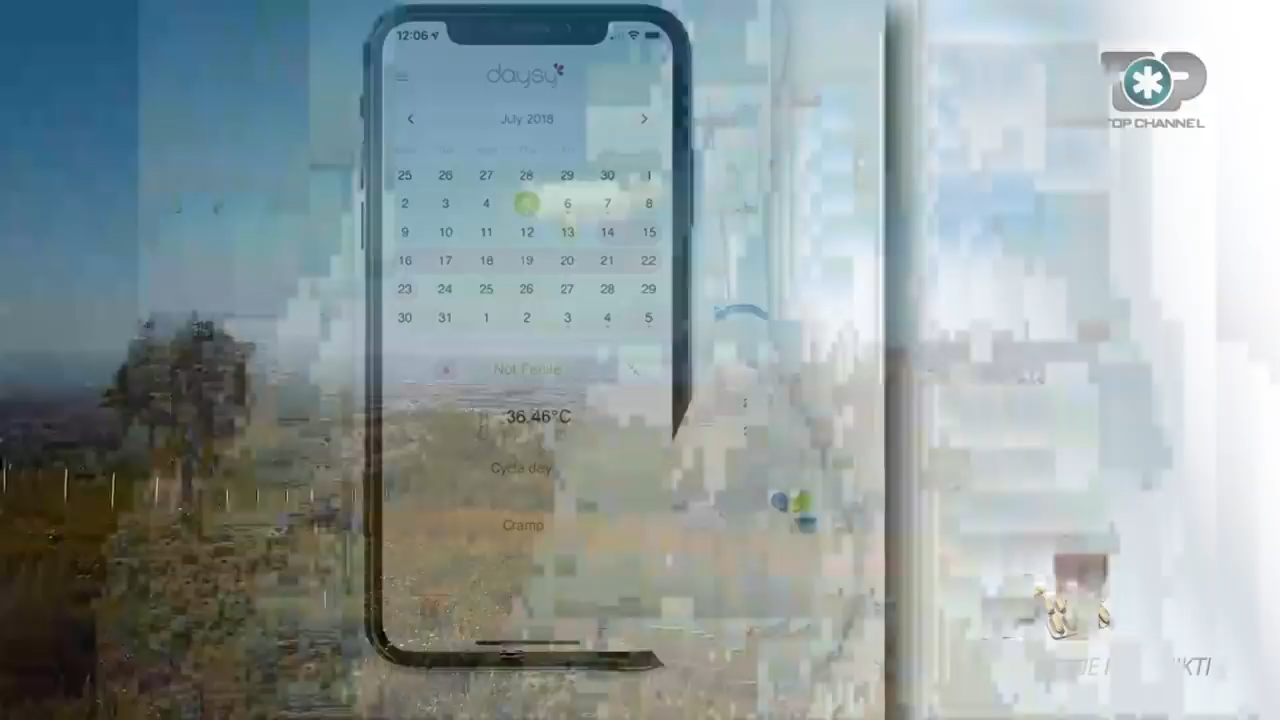 12:06
daysy
July 2018
25 26 27 28 29 30 1
2 3 4 6 7 8
9 10 11 12 13 14 15
16 17 18 19 20 21 22
23 24 25 26 27 28 29
30 31 1 2 3 4 5
Not Fertile
36.46°C
Cycle day
Cramp
TOP
TOP CHANNEL